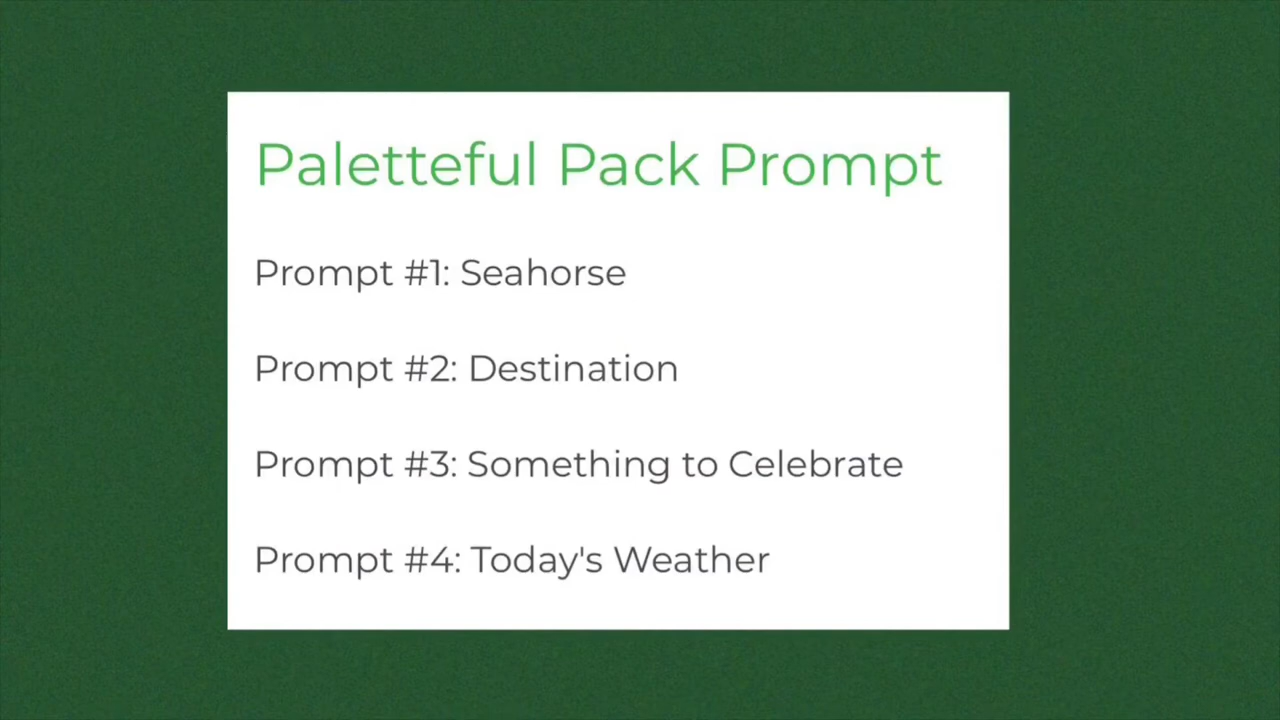 Paletteful Pack Prompt
Prompt #1: Seahorse
Prompt #2: Destination
Prompt #3: Something to Celebrate
Prompt #4: Today's Weather